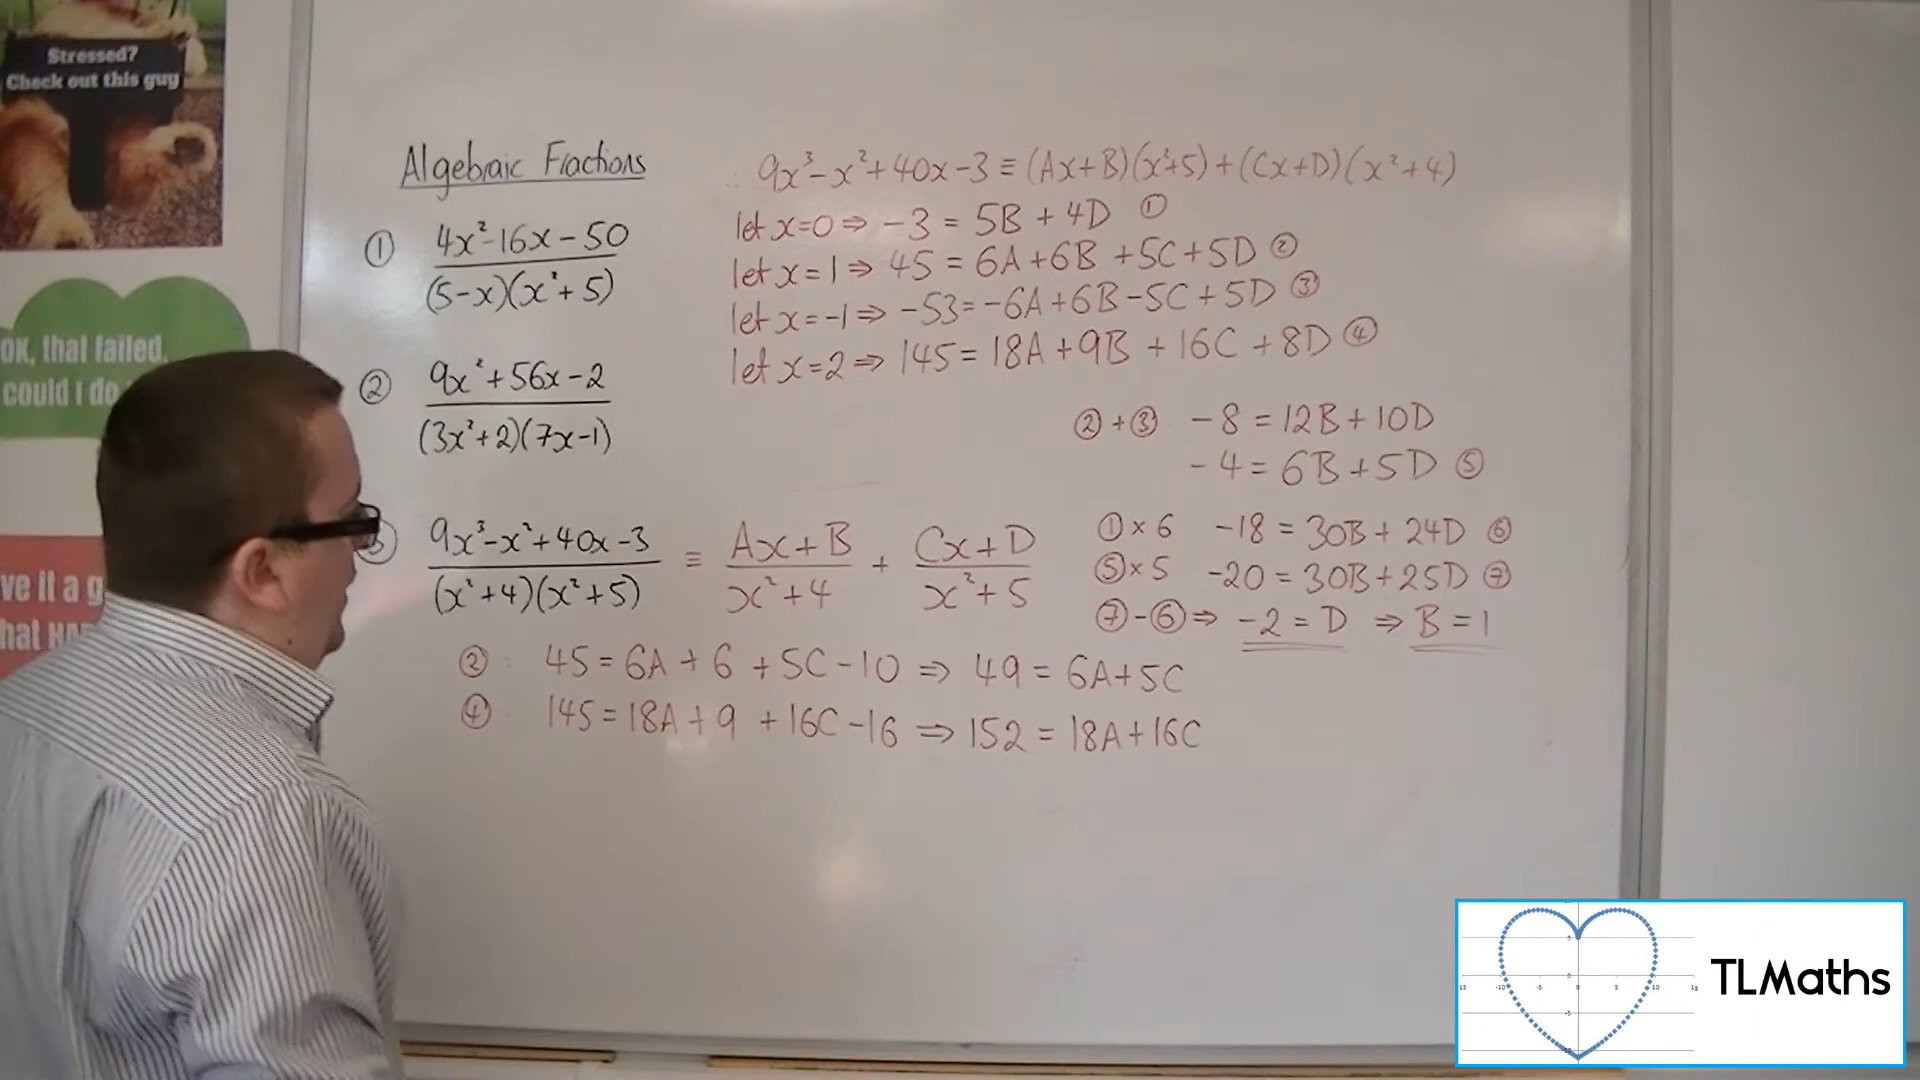 Stressed?
Check out this guy
OK, that failed.
could I do
ve it a g
hat
Algebraic Fractions
① 4x²-16x-50
(5-x)(x²+5)
② 9x²+56x-2
(3x²+2)(7x-1)
③ 9x³-x²+40x-3 ≡ Ax+B + Cx+D
(x²+4)(x²+5) x²+4 x²+5
∴ 9x³-x²+40x-3 ≡ (Ax+B)(x²+5)+(Cx+D)(x²+4)
let x=0 ⇒ -3 = 5B + 4D ①
let x=1 ⇒ 45 = 6A+6B+5C+5D ②
let x=-1 ⇒ -53=-6A+6B-5C+5D ③
let x=2 ⇒ 145=18A+9B+16C+8D ④
②+③ -8=12B+10D
-4=6B+5D ⑤
①×6 -18=30B+24D ⑥
⑤×5 -20=30B+25D ⑦
⑦-⑥⇒ -2=D ⇒ B=1
②: 45=6A+6+5C-10 ⇒ 49=6A+5C
④: 145=18A+9+16C-16 ⇒ 152=18A+16C
TLMaths